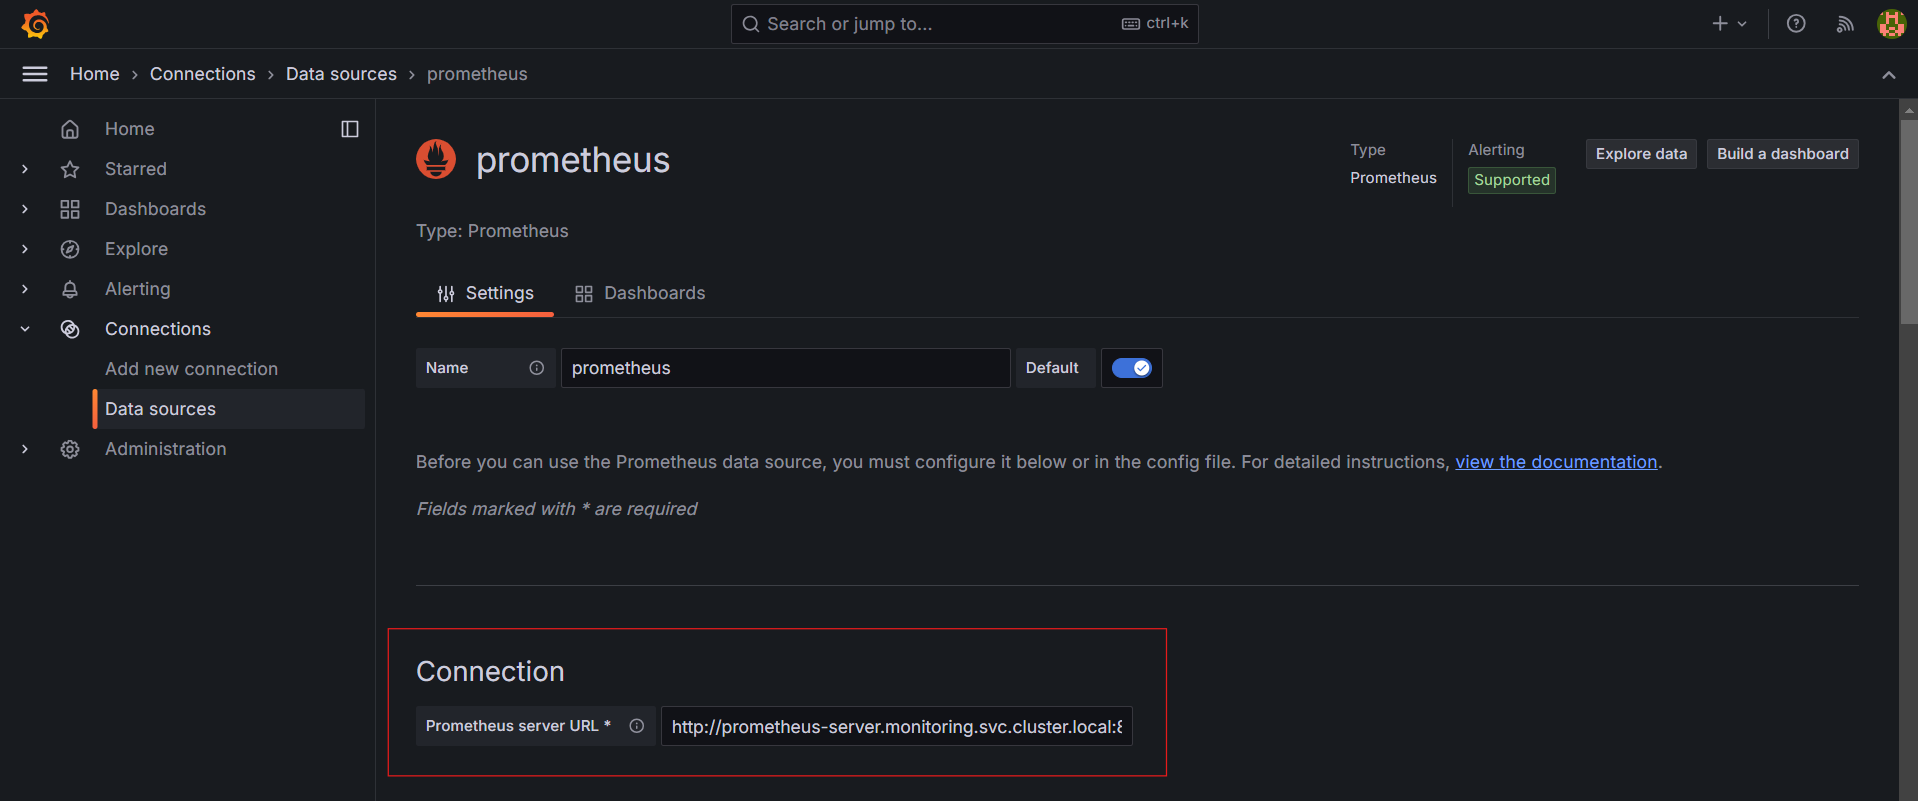 Search or jump to... ctrl+k
Home › Connections › Data sources › prometheus
Home
Starred
Dashboards
Explore
Alerting
Connections
Add new connection
Data sources
Administration
prometheus
Type
Prometheus
Alerting
Supported
Explore data
Build a dashboard
Type: Prometheus
Settings
Dashboards
Name
prometheus
Default
Before you can use the Prometheus data source, you must configure it below or in the config file. For detailed instructions, view the documentation.
Fields marked with * are required
Connection
Prometheus server URL *
http://prometheus-server.monitoring.svc.cluster.local: